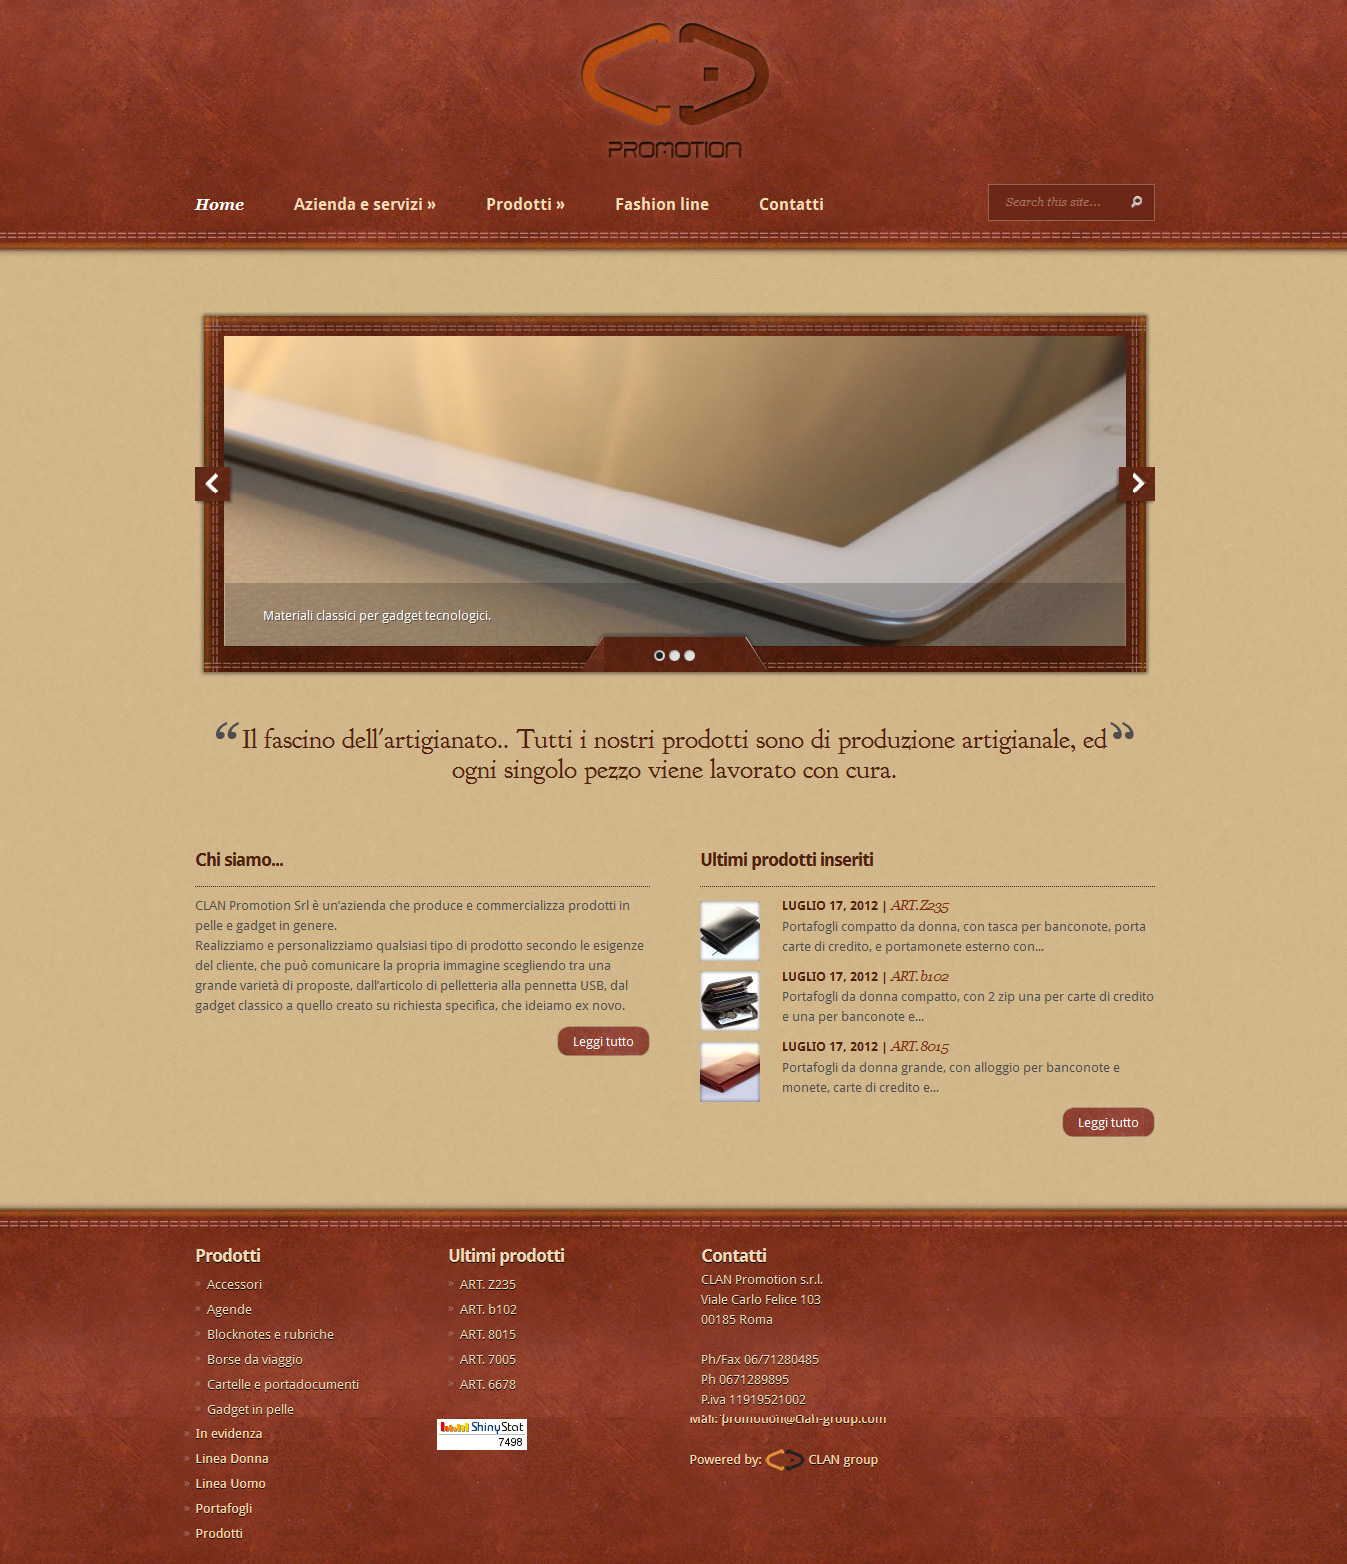 PROMOTION
Home
Azienda e servizi »
Prodotti »
Fashion line
Contatti
Search this site...
Materiali classici per gadget tecnologici.
“Il fascino dell'artigianato.. Tutti i nostri prodotti sono di produzione artigianale, ed”
ogni singolo pezzo viene lavorato con cura.
Chi siamo...
CLAN Promotion Srl è un’azienda che produce e commercializza prodotti in
pelle e gadget in genere.
Realizziamo e personalizziamo qualsiasi tipo di prodotto secondo le esigenze
del cliente, che può comunicare la propria immagine scegliendo tra una
grande varietà di proposte, dall’articolo di pelletteria alla pennetta USB, dal
gadget classico a quello creato su richiesta specifica, che ideiamo ex novo.
Leggi tutto
Ultimi prodotti inseriti
LUGLIO 17, 2012 | ART. Z235
Portafogli compatto da donna, con tasca per banconote, porta
carte di credito, e portamonete esterno con...
LUGLIO 17, 2012 | ART. b102
Portafogli da donna compatto, con 2 zip una per carte di credito
e una per banconote e...
LUGLIO 17, 2012 | ART. 8015
Portafogli da donna grande, con alloggio per banconote e
monete, carte di credito e...
Leggi tutto
Prodotti
» Accessori
» Agende
» Blocknotes e rubriche
» Borse da viaggio
» Cartelle e portadocumenti
» Gadget in pelle
» In evidenza
» Linea Donna
» Linea Uomo
» Portafogli
» Prodotti
Ultimi prodotti
» ART. Z235
» ART. b102
» ART. 8015
» ART. 7005
» ART. 6678
ShinyStat
7498
Contatti
CLAN Promotion s.r.l.
Viale Carlo Felice 103
00185 Roma
Ph/Fax 06/71280485
Ph 0671289895
P.iva 11919521002
Mail: promotion@clan-group.com
Powered by: CLAN group